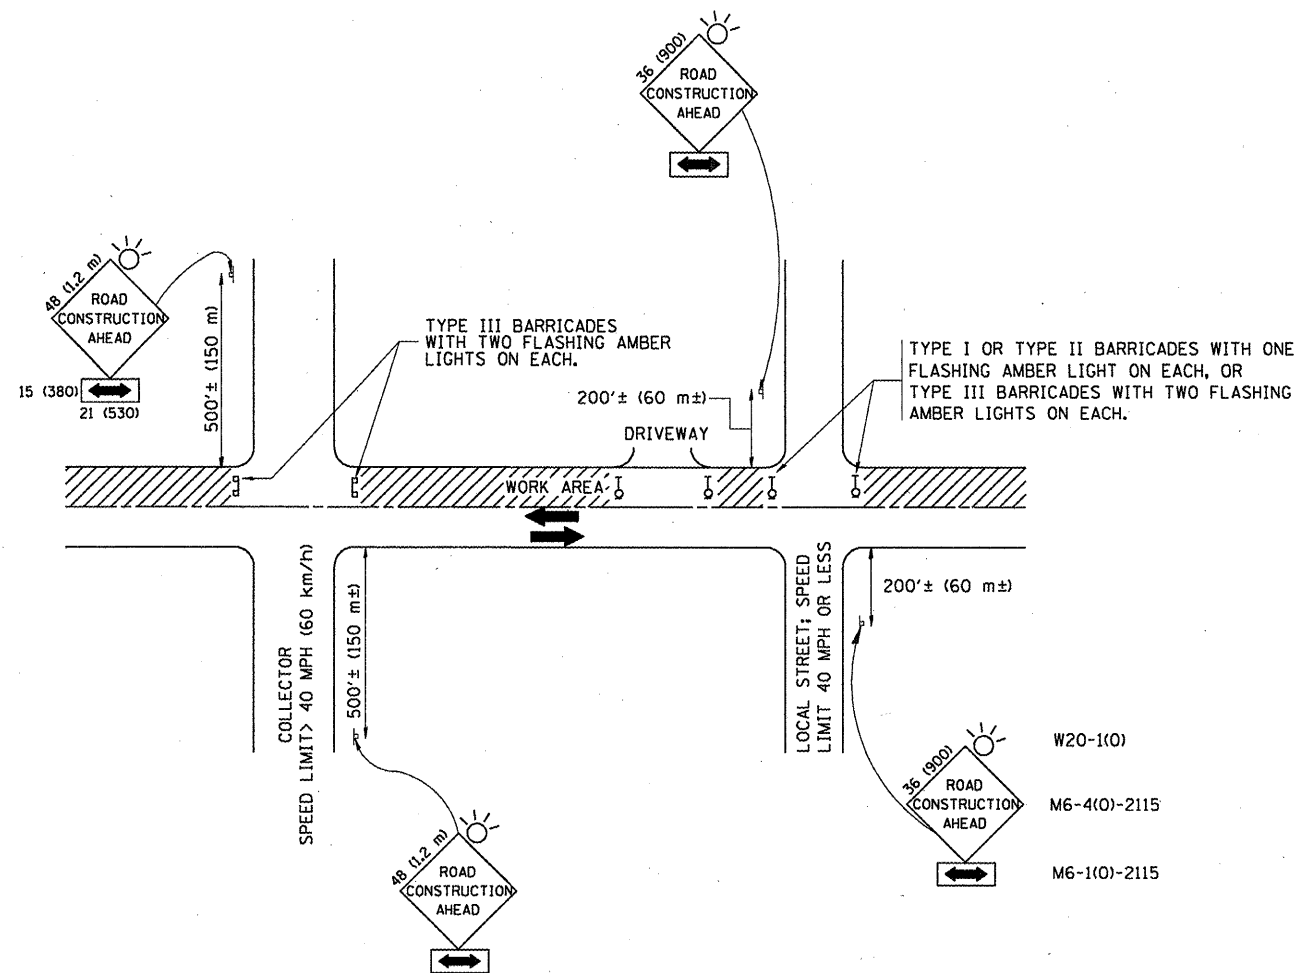 36 (900)
ROAD
CONSTRUCTION
AHEAD
48 (1.2 m)
ROAD
CONSTRUCTION
AHEAD
15 (380)
21 (530)
500'± (150 m)
TYPE III BARRICADES
WITH TWO FLASHING AMBER
LIGHTS ON EACH.
200'± (60 m±)
DRIVEWAY
TYPE I OR TYPE II BARRICADES WITH ONE
FLASHING AMBER LIGHT ON EACH, OR
TYPE III BARRICADES WITH TWO FLASHING
AMBER LIGHTS ON EACH.
WORK AREA
COLLECTOR
SPEED LIMIT> 40 MPH (60 km/h)
500'± (150 m±)
LOCAL STREET; SPEED
LIMIT 40 MPH OR LESS
200'± (60 m±)
36 (900)
ROAD
CONSTRUCTION
AHEAD
W20-1(O)
M6-4(O)-2115
M6-1(O)-2115
48 (1.2 m)
ROAD
CONSTRUCTION
AHEAD